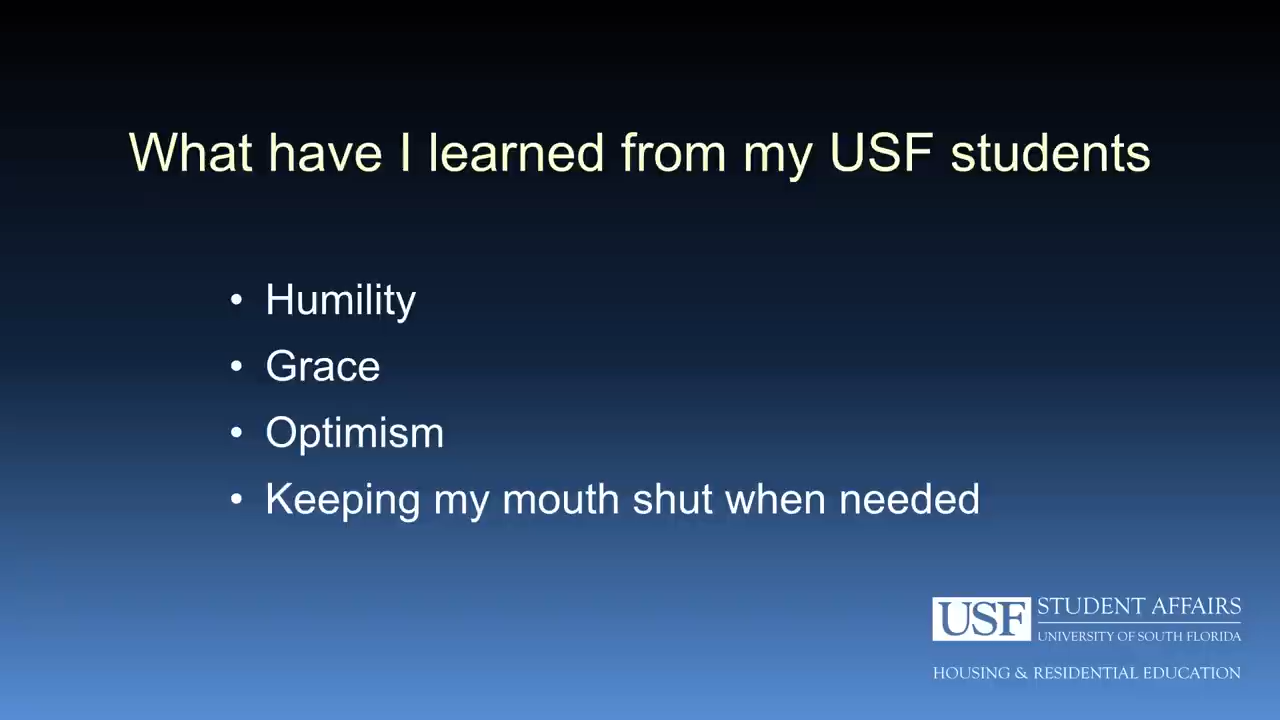 What have I learned from my USF students
• Humility
• Grace
• Optimism
• Keeping my mouth shut when needed
USF STUDENT AFFAIRS
UNIVERSITY OF SOUTH FLORIDA
HOUSING & RESIDENTIAL EDUCATION